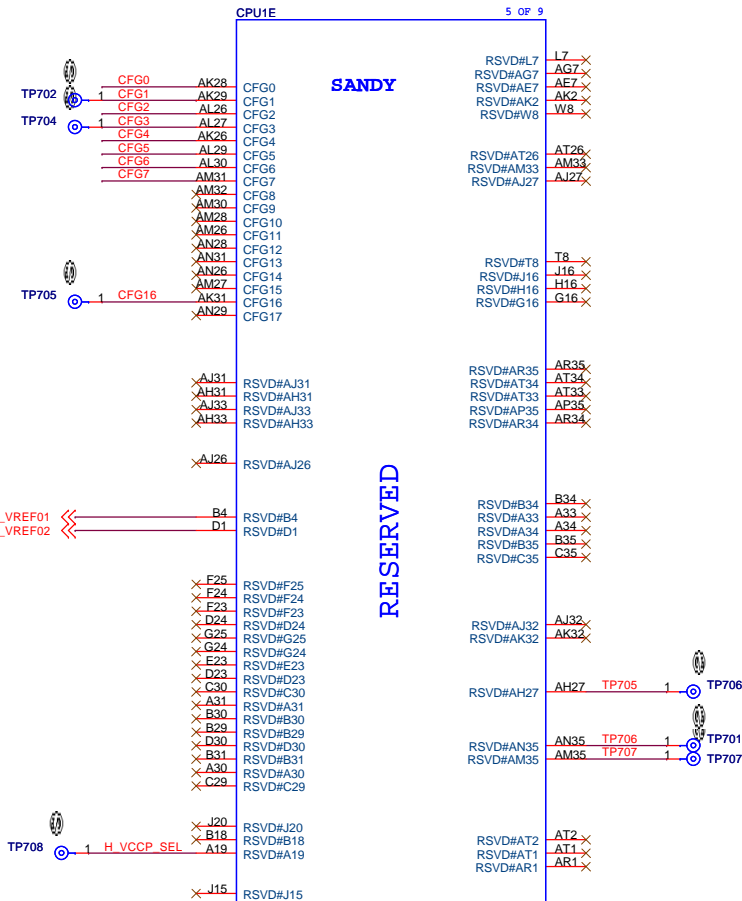 CPU1E
5 OF 9
SANDY
RESERVED
TP702 1
TP704 1
CFG0 AK28 CFG0
CFG1 AK29 CFG1
CFG2 AL26 CFG2
CFG3 AL27 CFG3
CFG4 AK26 CFG4
CFG5 AL29 CFG5
CFG6 AL30 CFG6
CFG7 AM31 CFG7
AM32 CFG8
AM30 CFG9
AM28 CFG10
AM26 CFG11
AN28 CFG12
AN31 CFG13
AN26 CFG14
AM27 CFG15
TP705 1 CFG16 AK31 CFG16
AN29 CFG17
AJ31 RSVD#AJ31
AH31 RSVD#AH31
AJ33 RSVD#AJ33
AH33 RSVD#AH33
AJ26 RSVD#AJ26
_VREF01 B4 RSVD#B4
_VREF02 D1 RSVD#D1
F25 RSVD#F25
F24 RSVD#F24
F23 RSVD#F23
D24 RSVD#D24
G25 RSVD#G25
G24 RSVD#G24
E23 RSVD#E23
D23 RSVD#D23
C30 RSVD#C30
A31 RSVD#A31
B30 RSVD#B30
B29 RSVD#B29
D30 RSVD#D30
B31 RSVD#B31
A30 RSVD#A30
C29 RSVD#C29
J20 RSVD#J20
B18 RSVD#B18
TP708 1 H_VCCP_SEL A19 RSVD#A19
J15 RSVD#J15
RSVD#L7 L7
RSVD#AG7 AG7
RSVD#AE7 AE7
RSVD#AK2 AK2
RSVD#W8 W8
RSVD#AT26 AT26
RSVD#AM33 AM33
RSVD#AJ27 AJ27
RSVD#T8 T8
RSVD#J16 J16
RSVD#H16 H16
RSVD#G16 G16
RSVD#AR35 AR35
RSVD#AT34 AT34
RSVD#AT33 AT33
RSVD#AP35 AP35
RSVD#AR34 AR34
RSVD#B34 B34
RSVD#A33 A33
RSVD#A34 A34
RSVD#B35 B35
RSVD#C35 C35
RSVD#AJ32 AJ32
RSVD#AK32 AK32
RSVD#AH27 AH27 TP705 1 TP706
RSVD#AN35 AN35 TP706 1 TP701
RSVD#AM35 AM35 TP707 1 TP707
RSVD#AT2 AT2
RSVD#AT1 AT1
RSVD#AR1 AR1